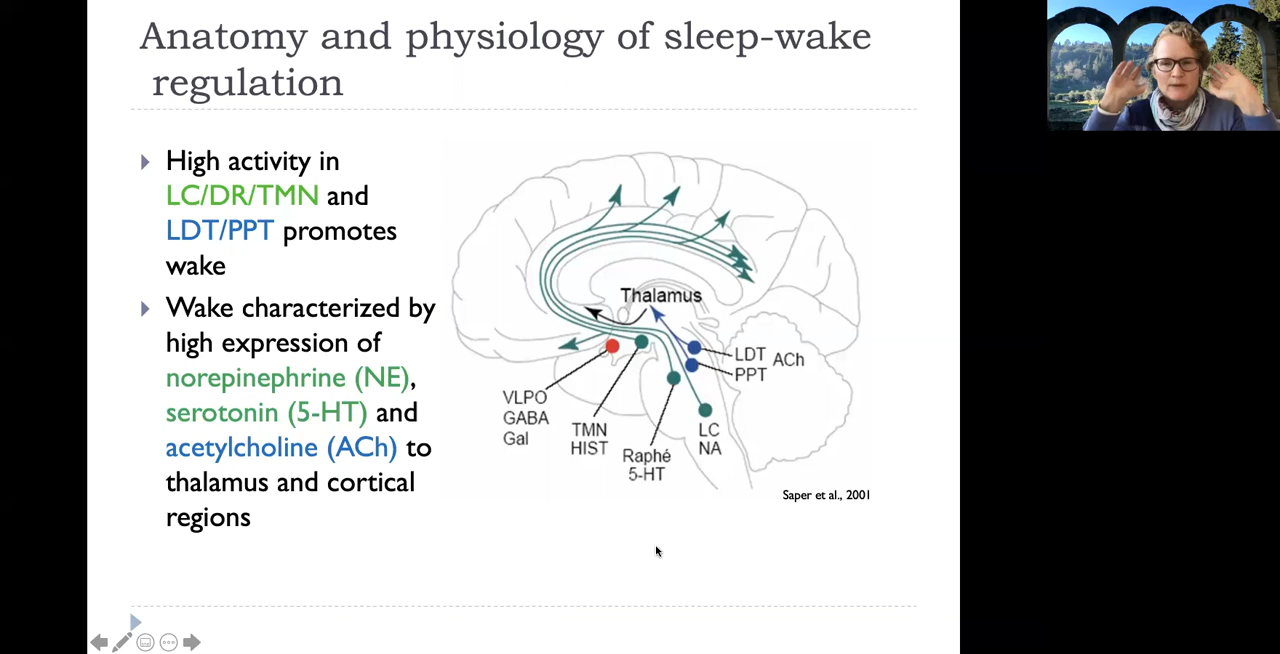 Anatomy and physiology of sleep-wake
regulation
High activity in
LC/DR/TMN and
LDT/PPT promotes
wake
Wake characterized by
high expression of
norepinephrine (NE),
serotonin (5-HT) and
acetylcholine (ACh) to
thalamus and cortical
regions
Thalamus
LDT ACh
PPT
VLPO
GABA
Gal
TMN
HIST
Raphé
5-HT
LC
NA
Saper et al., 2001